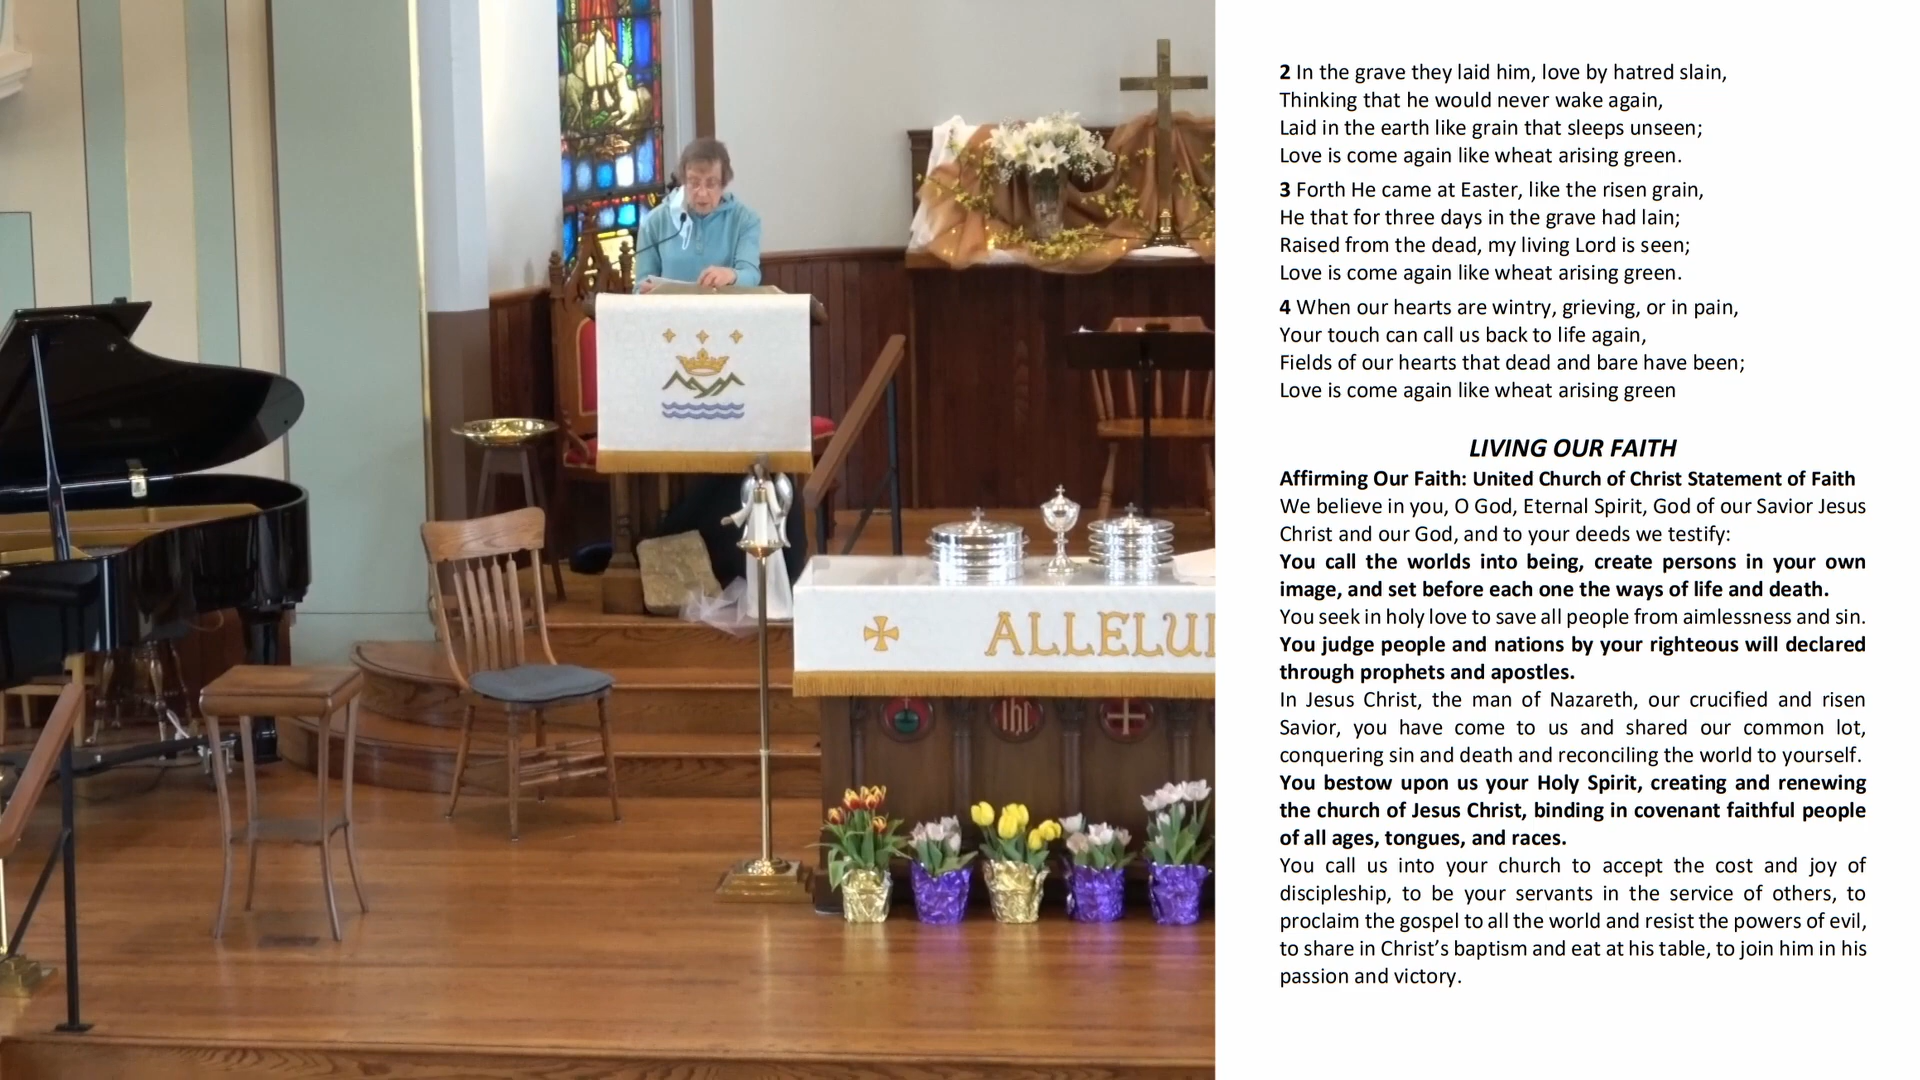 2 In the grave they laid him, love by hatred slain,
Thinking that he would never wake again,
Laid in the earth like grain that sleeps unseen;
Love is come again like wheat arising green.
3 Forth He came at Easter, like the risen grain,
He that for three days in the grave had lain;
Raised from the dead, my living Lord is seen;
Love is come again like wheat arising green.
4 When our hearts are wintry, grieving, or in pain,
Your touch can call us back to life again,
Fields of our hearts that dead and bare have been;
Love is come again like wheat arising green
LIVING OUR FAITH
Affirming Our Faith: United Church of Christ Statement of Faith
We believe in you, O God, Eternal Spirit, God of our Savior Jesus
Christ and our God, and to your deeds we testify:
You call the worlds into being, create persons in your own
image, and set before each one the ways of life and death.
You seek in holy love to save all people from aimlessness and sin.
You judge people and nations by your righteous will declared
through prophets and apostles.
In Jesus Christ, the man of Nazareth, our crucified and risen
Savior, you have come to us and shared our common lot,
conquering sin and death and reconciling the world to yourself.
You bestow upon us your Holy Spirit, creating and renewing
the church of Jesus Christ, binding in covenant faithful people
of all ages, tongues, and races.
You call us into your church to accept the cost and joy of
discipleship, to be your servants in the service of others, to
proclaim the gospel to all the world and resist the powers of evil,
to share in Christ’s baptism and eat at his table, to join him in his
passion and victory.
ALLELUI
IHC